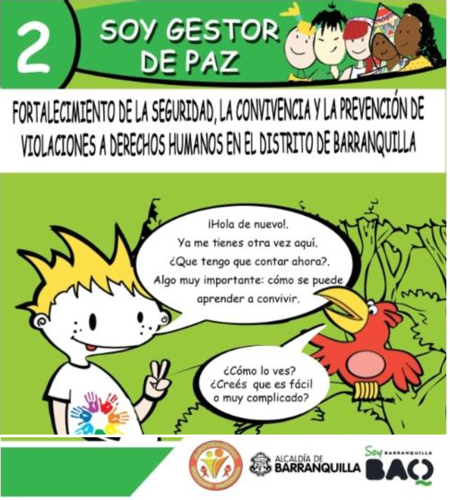 2
SOY GESTOR
DE PAZ
FORTALECIMIENTO DE LA SEGURIDAD, LA CONVIVENCIA Y LA PREVENCIÓN DE
VIOLACIONES A DERECHOS HUMANOS EN EL DISTRITO DE BARRANQUILLA
¡Hola de nuevo!.
Ya me tienes otra vez aquí.
¿Que tengo que contar ahora?.
Algo muy importante: cómo se puede
aprender a convivir.
¿Cómo lo ves?
¿Creés que es fácil
o muy complicado?
ALCALDÍA DE
BARRANQUILLA
Soy BARRANQUILLA
BAQ